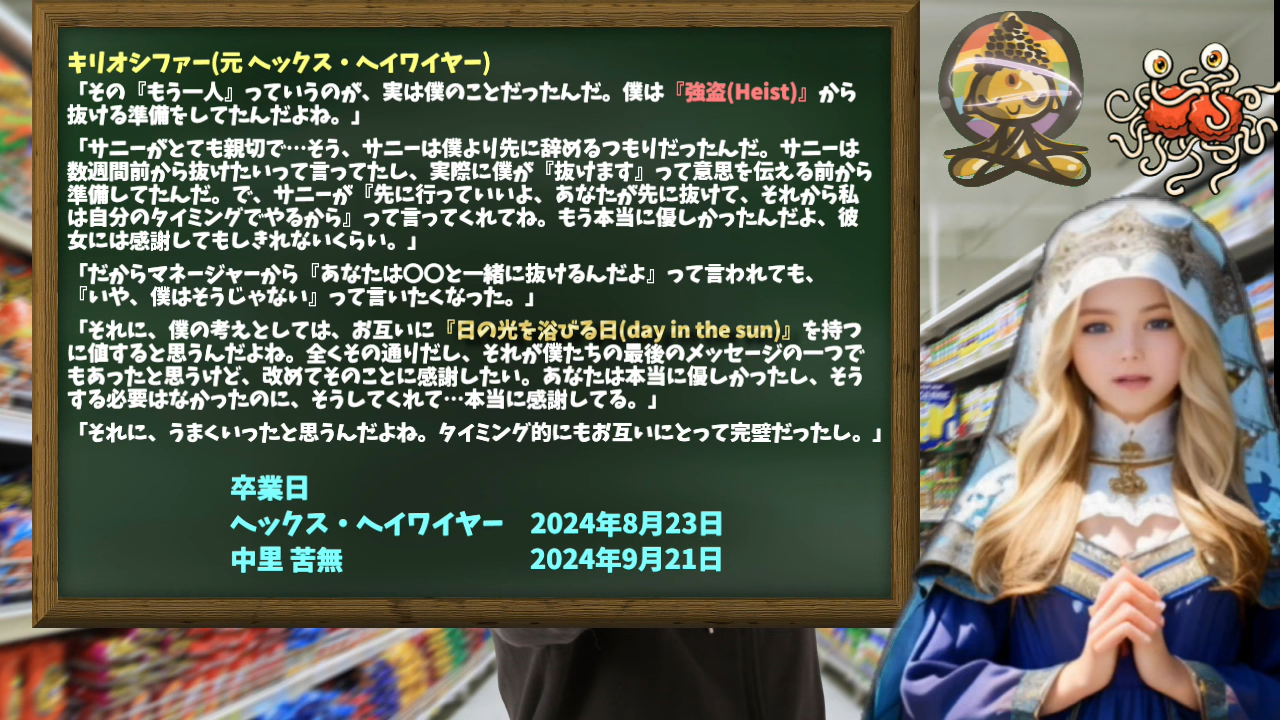 キリオシファー(元 ヘックス・ヘイワイヤー)
「その『もう一人』っていうのが、実は僕のことだったんだ。僕は『強盗(Heist)』から
抜ける準備をしてたんだよね。」
「サニーがとても親切で…そう、サニーは僕より先に辞めるつもりだったんだ。サニーは
数週間前から抜けたいって言ってたし、実際に僕が『抜けます』って意思を伝える前から
準備してたんだ。で、サニーが『先に行っていいよ、あなたが先に抜けて、それから私
は自分のタイミングでやるから』って言ってくれてね。もう本当に優しかったんだよ、彼
女には感謝してもしきれないくらい。」
「だからマネージャーから『あなたは〇〇と一緒に抜けるんだよ』って言われても、
『いや、僕はそうじゃない』って言いたくなった。」
「それに、僕の考えとしては、お互いに『日の光を浴びる日(day in the sun)』を持つ
に値すると思うんだよね。全くその通りだし、それが僕たちの最後のメッセージの一つで
もあったと思うけど、改めてそのことに感謝したい。あなたは本当に優しかったし、そう
する必要はなかったのに、そうしてくれて…本当に感謝してる。」
「それに、うまくいったと思うんだよね。タイミング的にもお互いにとって完璧だったし。」
卒業日
ヘックス・ヘイワイヤー 2024年8月23日
中里 苦無 2024年9月21日